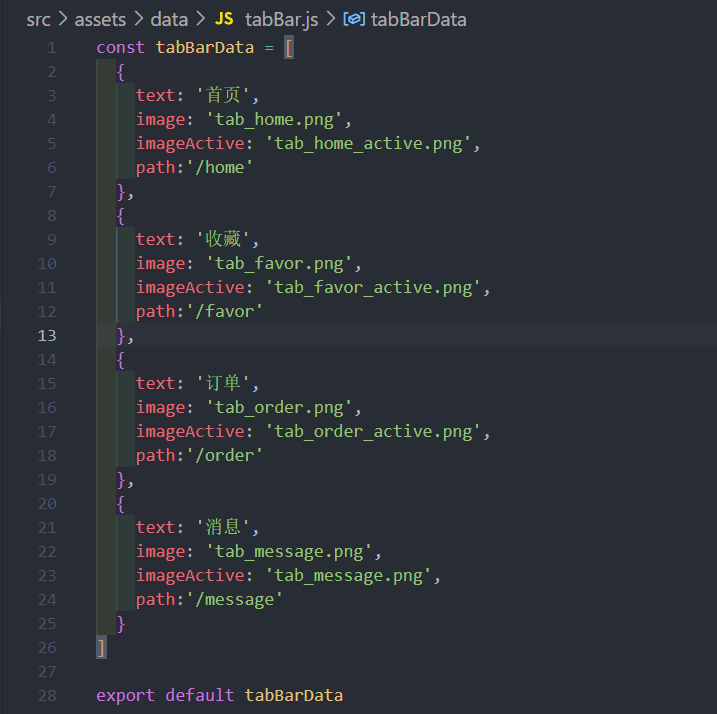 src > assets > data > JS tabBar.js > tabBarData
1 const tabBarData = [
2 {
3 text: '首页',
4 image: 'tab_home.png',
5 imageActive: 'tab_home_active.png',
6 path:'/home'
7 },
8 {
9 text: '收藏',
10 image: 'tab_favor.png',
11 imageActive: 'tab_favor_active.png',
12 path:'/favor'
13 },
14 {
15 text: '订单',
16 image: 'tab_order.png',
17 imageActive: 'tab_order_active.png',
18 path:'/order'
19 },
20 {
21 text: '消息',
22 image: 'tab_message.png',
23 imageActive: 'tab_message.png',
24 path:'/message'
25 }
26 ]
27
28 export default tabBarData